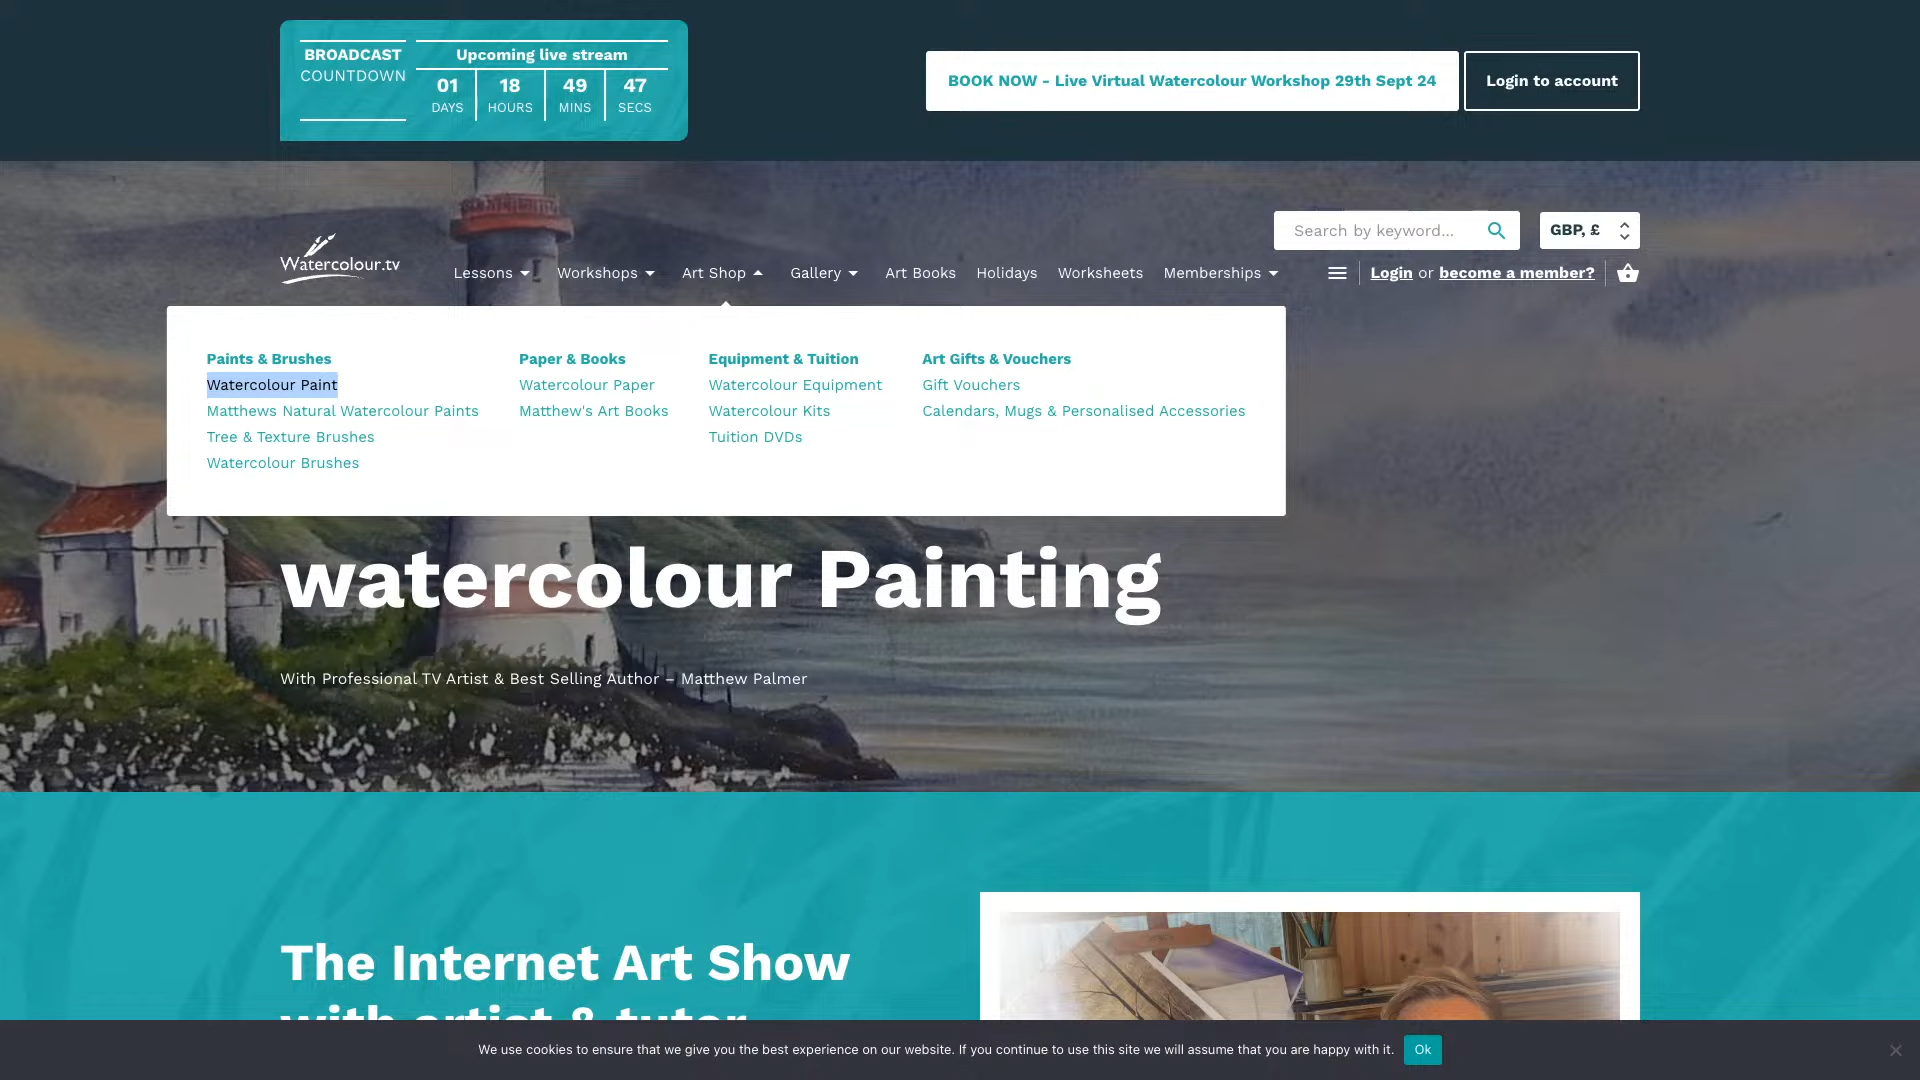 BROADCAST
COUNTDOWN
Upcoming live stream
01 18 49 47
DAYS HOURS MINS SECS
BOOK NOW - Live Virtual Watercolour Workshop 29th Sept 24
Login to account
Search by keyword...
GBP, £
Watercolour.tv
Lessons Workshops Art Shop Gallery Art Books Holidays Worksheets Memberships
Login or become a member?
Paints & Brushes
Watercolour Paint
Matthews Natural Watercolour Paints
Tree & Texture Brushes
Watercolour Brushes
Paper & Books
Watercolour Paper
Matthew's Art Books
Equipment & Tuition
Watercolour Equipment
Watercolour Kits
Tuition DVDs
Art Gifts & Vouchers
Gift Vouchers
Calendars, Mugs & Personalised Accessories
watercolour Painting
With Professional TV Artist & Best Selling Author – Matthew Palmer
The Internet Art Show
with artist & tutor
We use cookies to ensure that we give you the best experience on our website. If you continue to use this site we will assume that you are happy with it.
Ok